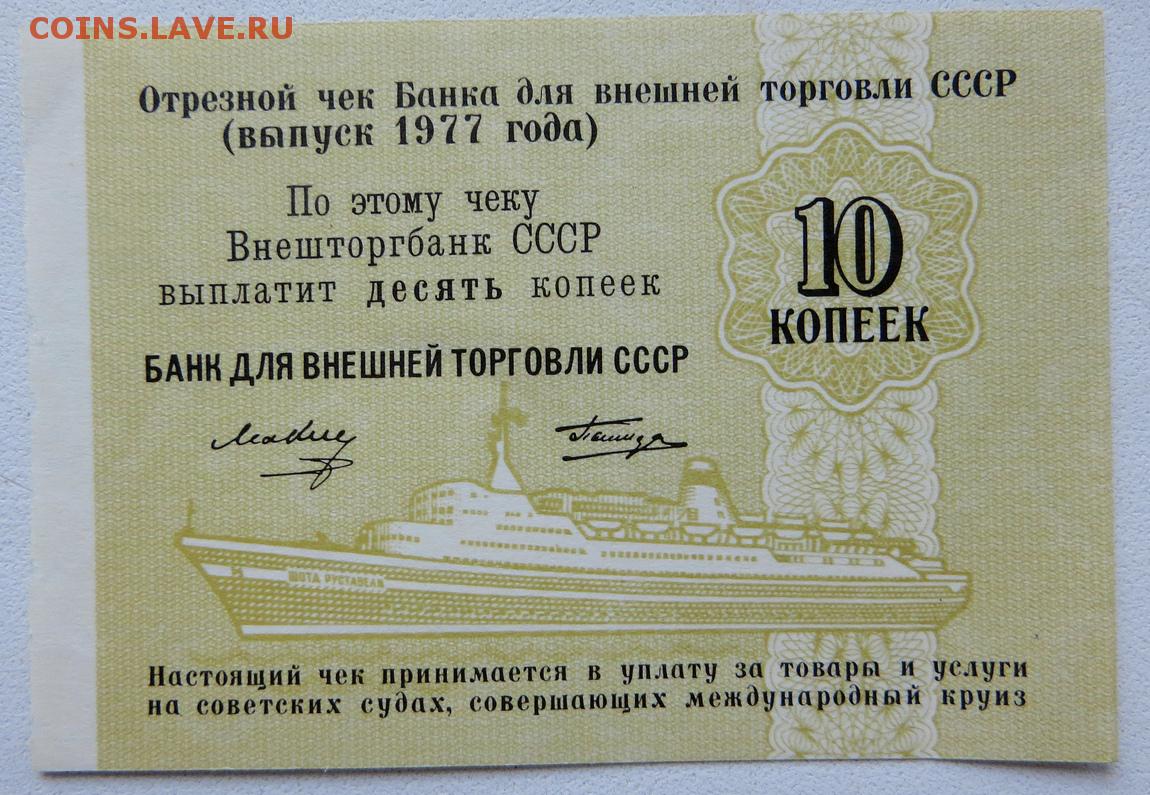 COINS.LAVE.RU
Отрезной чек Банка для внешней торговли СССР
(выпуск 1977 года)
По этому чеку
Внешторгбанк СССР
выплатит десять копеек
10
КОПЕЕК
БАНК ДЛЯ ВНЕШНЕЙ ТОРГОВЛИ СССР
ШОТА РУСТАВЕЛИ
Настоящий чек принимается в уплату за товары и услуги
на советских судах, совершающих международный круиз